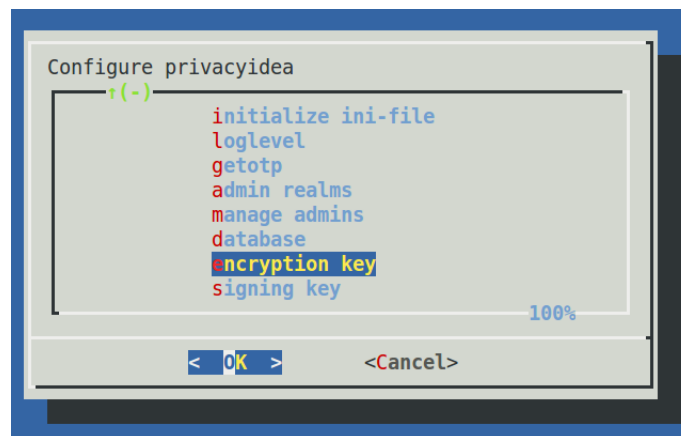 Configure privacyidea
↑(-)
initialize ini-file
loglevel
getotp
admin realms
manage admins
database
encryption key
signing key
100%
< OK > <Cancel>